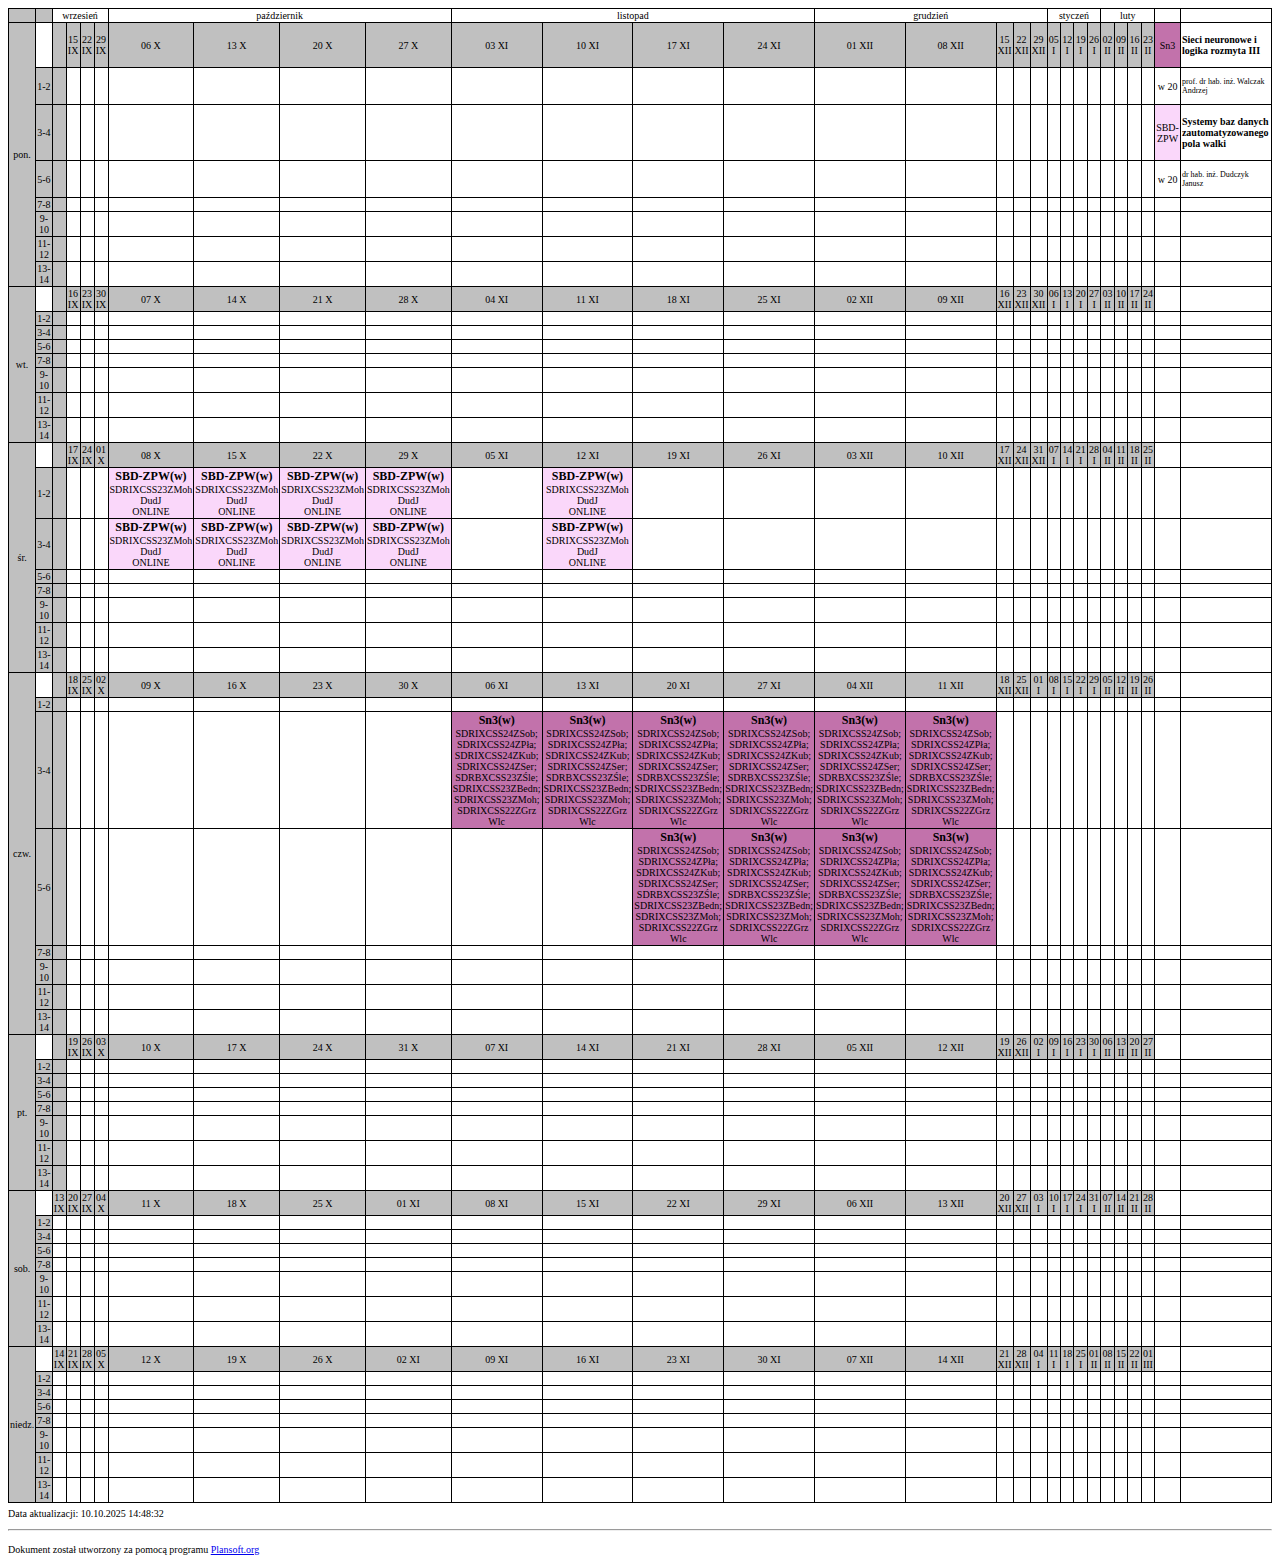 wrzesień październik listopad grudzień styczeń luty
pon. 15 IX 22 IX 29 IX 06 X 13 X 20 X 27 X 03 XI 10 XI 17 XI 24 XI 01 XII 08 XII 15 XII 22 XII 29 XII 05 I 12 I 19 I 26 I 02 II 09 II 16 II 23 II Sn3 Sieci neuronowe i logika rozmyta III
1-2 w 20 prof. dr hab. inż. Walczak Andrzej
3-4 SBD-ZPW Systemy baz danych zautomatyzowanego pola walki
5-6 w 20 dr hab. inż. Dudczyk Janusz
7-8
9-10
11-12
13-14
wt. 16 IX 23 IX 30 IX 07 X 14 X 21 X 28 X 04 XI 11 XI 18 XI 25 XI 02 XII 09 XII 16 XII 23 XII 30 XII 06 I 13 I 20 I 27 I 03 II 10 II 17 II 24 II
1-2
3-4
5-6
7-8
9-10
11-12
13-14
śr. 17 IX 24 IX 01 X 08 X 15 X 22 X 29 X 05 XI 12 XI 19 XI 26 XI 03 XII 10 XII 17 XII 24 XII 31 XII 07 I 14 I 21 I 28 I 04 II 11 II 18 II 25 II
1-2 SBD-ZPW(w) SBD-ZPW(w) SBD-ZPW(w) SBD-ZPW(w) SBD-ZPW(w)
SDRIXCSS23ZMoh SDRIXCSS23ZMoh SDRIXCSS23ZMoh SDRIXCSS23ZMoh SDRIXCSS23ZMoh
DudJ DudJ DudJ DudJ DudJ
ONLINE ONLINE ONLINE ONLINE ONLINE
3-4 SBD-ZPW(w) SBD-ZPW(w) SBD-ZPW(w) SBD-ZPW(w) SBD-ZPW(w)
SDRIXCSS23ZMoh SDRIXCSS23ZMoh SDRIXCSS23ZMoh SDRIXCSS23ZMoh SDRIXCSS23ZMoh
DudJ DudJ DudJ DudJ DudJ
ONLINE ONLINE ONLINE ONLINE ONLINE
5-6
7-8
9-10
11-12
13-14
czw. 18 IX 25 IX 02 X 09 X 16 X 23 X 30 X 06 XI 13 XI 20 XI 27 XI 04 XII 11 XII 18 XII 25 XII 01 I 08 I 15 I 22 I 29 I 05 II 12 II 19 II 26 II
1-2
3-4 Sn3(w) Sn3(w) Sn3(w) Sn3(w) Sn3(w) Sn3(w)
SDRIXCSS24ZSob; SDRIXCSS24ZSob; SDRIXCSS24ZSob; SDRIXCSS24ZSob; SDRIXCSS24ZSob; SDRIXCSS24ZSob;
SDRIXCSS24ZPła; SDRIXCSS24ZPła; SDRIXCSS24ZPła; SDRIXCSS24ZPła; SDRIXCSS24ZPła; SDRIXCSS24ZPła;
SDRIXCSS24ZKub; SDRIXCSS24ZKub; SDRIXCSS24ZKub; SDRIXCSS24ZKub; SDRIXCSS24ZKub; SDRIXCSS24ZKub;
SDRIXCSS24ZSer; SDRIXCSS24ZSer; SDRIXCSS24ZSer; SDRIXCSS24ZSer; SDRIXCSS24ZSer; SDRIXCSS24ZSer;
SDRBXCSS23ZŚle; SDRBXCSS23ZŚle; SDRBXCSS23ZŚle; SDRBXCSS23ZŚle; SDRBXCSS23ZŚle; SDRBXCSS23ZŚle;
SDRIXCSS23ZBedn; SDRIXCSS23ZBedn; SDRIXCSS23ZBedn; SDRIXCSS23ZBedn; SDRIXCSS23ZBedn; SDRIXCSS23ZBedn;
SDRIXCSS23ZMoh; SDRIXCSS23ZMoh; SDRIXCSS23ZMoh; SDRIXCSS23ZMoh; SDRIXCSS23ZMoh; SDRIXCSS23ZMoh;
SDRIXCSS22ZGrz SDRIXCSS22ZGrz SDRIXCSS22ZGrz SDRIXCSS22ZGrz SDRIXCSS22ZGrz SDRIXCSS22ZGrz
Wlc Wlc Wlc Wlc Wlc Wlc
5-6 Sn3(w) Sn3(w) Sn3(w) Sn3(w)
SDRIXCSS24ZSob; SDRIXCSS24ZSob; SDRIXCSS24ZSob; SDRIXCSS24ZSob;
SDRIXCSS24ZPła; SDRIXCSS24ZPła; SDRIXCSS24ZPła; SDRIXCSS24ZPła;
SDRIXCSS24ZKub; SDRIXCSS24ZKub; SDRIXCSS24ZKub; SDRIXCSS24ZKub;
SDRIXCSS24ZSer; SDRIXCSS24ZSer; SDRIXCSS24ZSer; SDRIXCSS24ZSer;
SDRBXCSS23ZŚle; SDRBXCSS23ZŚle; SDRBXCSS23ZŚle; SDRBXCSS23ZŚle;
SDRIXCSS23ZBedn; SDRIXCSS23ZBedn; SDRIXCSS23ZBedn; SDRIXCSS23ZBedn;
SDRIXCSS23ZMoh; SDRIXCSS23ZMoh; SDRIXCSS23ZMoh; SDRIXCSS23ZMoh;
SDRIXCSS22ZGrz SDRIXCSS22ZGrz SDRIXCSS22ZGrz SDRIXCSS22ZGrz
Wlc Wlc Wlc Wlc
7-8
9-10
11-12
13-14
pt. 19 IX 26 IX 03 X 10 X 17 X 24 X 31 X 07 XI 14 XI 21 XI 28 XI 05 XII 12 XII 19 XII 26 XII 02 I 09 I 16 I 23 I 30 I 06 II 13 II 20 II 27 II
1-2
3-4
5-6
7-8
9-10
11-12
13-14
sob. 13 IX 20 IX 27 IX 04 X 11 X 18 X 25 X 01 XI 08 XI 15 XI 22 XI 29 XI 06 XII 13 XII 20 XII 27 XII 03 I 10 I 17 I 24 I 31 I 07 II 14 II 21 II 28 II
1-2
3-4
5-6
7-8
9-10
11-12
13-14
niedz. 14 IX 21 IX 28 IX 05 X 12 X 19 X 26 X 02 XI 09 XI 16 XI 23 XI 30 XI 07 XII 14 XII 21 XII 28 XII 04 I 11 I 18 I 25 I 01 II 08 II 15 II 22 II 01 III
1-2
3-4
5-6
7-8
9-10
11-12
13-14
Data aktualizacji: 10.10.2025 14:48:32
Dokument został utworzony za pomocą programu Plansoft.org